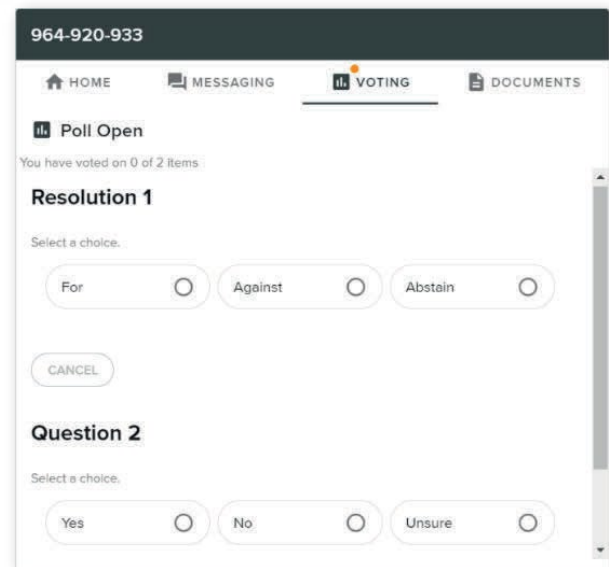 964-920-933
HOME MESSAGING VOTING DOCUMENTS
Poll Open
You have voted on 0 of 2 items
Resolution 1
Select a choice.
For Against Abstain
CANCEL
Question 2
Select a choice.
Yes No Unsure